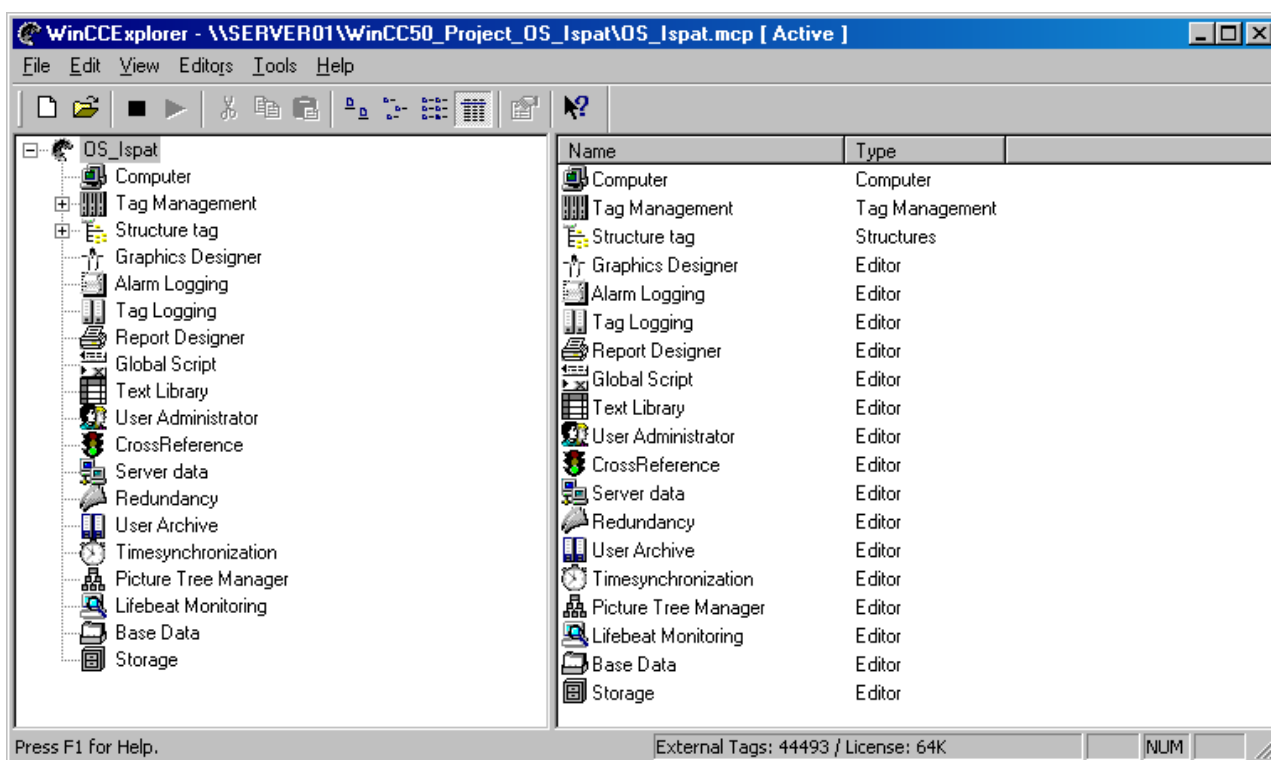 WinCCExplorer - \\SERVER01\WinCC50_Project_OS_Ispat\OS_Ispat.mcp [ Active ]
File Edit View Editors Tools Help
OS_Ispat
Computer
Tag Management
Structure tag
Graphics Designer
Alarm Logging
Tag Logging
Report Designer
Global Script
Text Library
User Administrator
CrossReference
Server data
Redundancy
User Archive
Timesynchronization
Picture Tree Manager
Lifebeat Monitoring
Base Data
Storage
Name Type
Computer Computer
Tag Management Tag Management
Structure tag Structures
Graphics Designer Editor
Alarm Logging Editor
Tag Logging Editor
Report Designer Editor
Global Script Editor
Text Library Editor
User Administrator Editor
CrossReference Editor
Server data Editor
Redundancy Editor
User Archive Editor
Timesynchronization Editor
Picture Tree Manager Editor
Lifebeat Monitoring Editor
Base Data Editor
Storage Editor
Press F1 for Help. External Tags: 44493 / License: 64K NUM